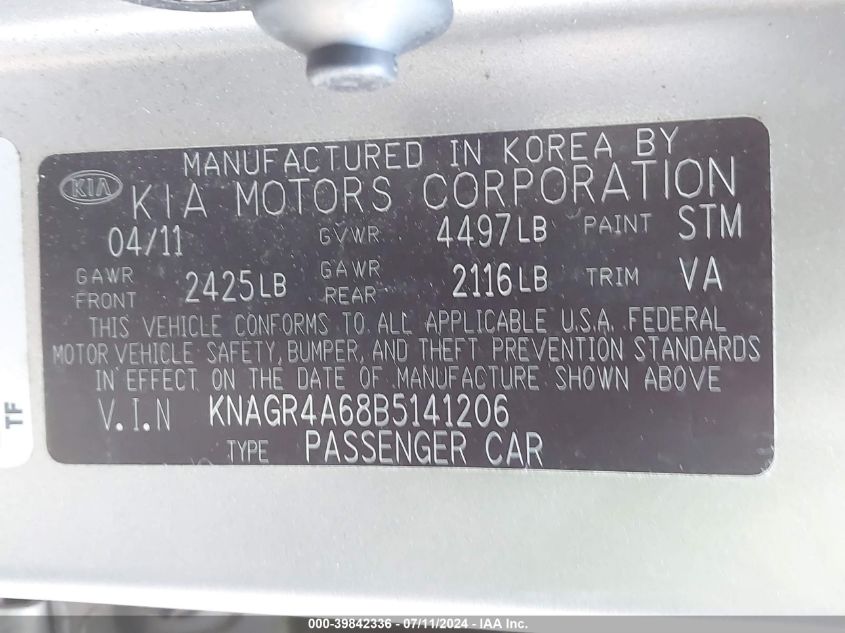 MANUFACTURED IN KOREA BY
KIA KIA MOTORS CORPORATION
04/11 GVWR 4497LB PAINT STM
GAWR FRONT 2425LB GAWR REAR 2116LB TRIM VA
THIS VEHICLE CONFORMS TO ALL APPLICABLE U.S.A. FEDERAL
MOTOR VEHICLE SAFETY, BUMPER, AND THEFT PREVENTION STANDARDS
IN EFFECT ON THE DATE OF MANUFACTURE SHOWN ABOVE
V.I.N KNAGR4A68B5141206
TYPE PASSENGER CAR
TF
000-39842336 - 07/11/2024 - IAA Inc.